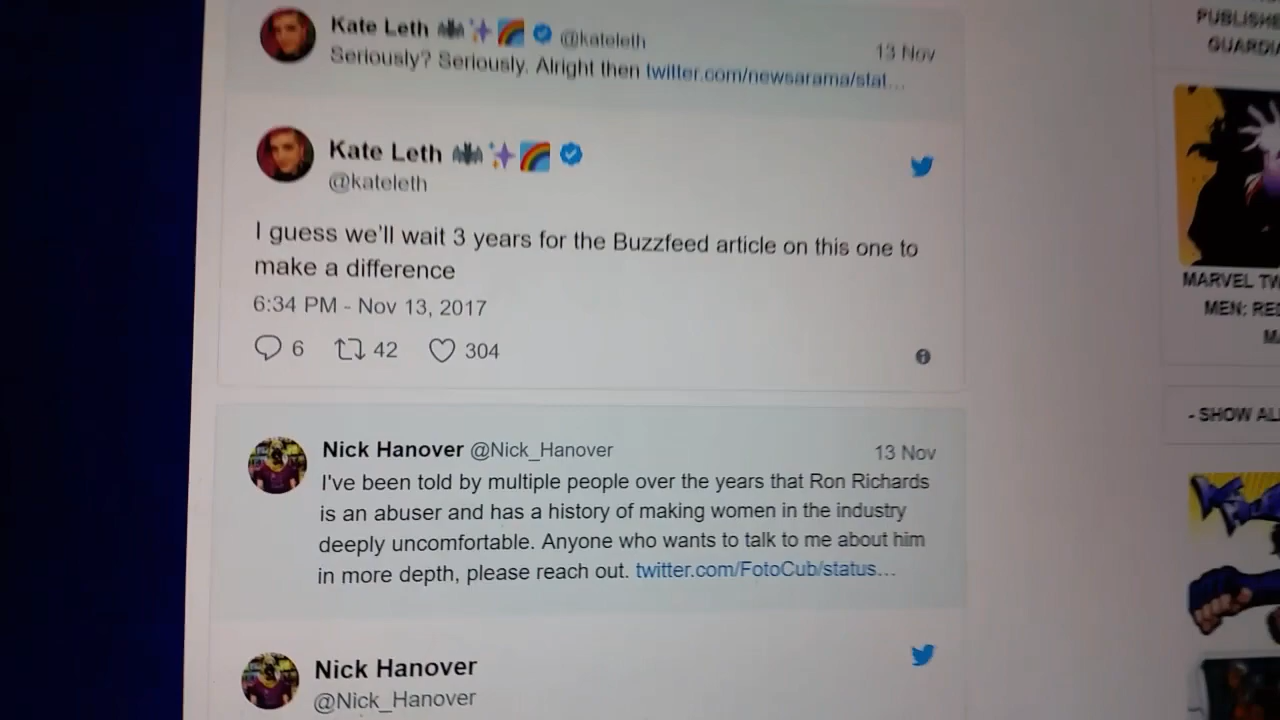 Kate Leth @kateleth 13 Nov
Seriously? Seriously. Alright then twitter.com/newsarama/stat…
Kate Leth
@kateleth
I guess we'll wait 3 years for the Buzzfeed article on this one to
make a difference
6:34 PM - Nov 13, 2017
6 42 304
Nick Hanover @Nick_Hanover 13 Nov
I've been told by multiple people over the years that Ron Richards
is an abuser and has a history of making women in the industry
deeply uncomfortable. Anyone who wants to talk to me about him
in more depth, please reach out. twitter.com/FotoCub/status…
Nick Hanover
@Nick_Hanover
PUBLISHE
GUARDIA
MARVEL TW
MEN: RED
M
- SHOW ALL